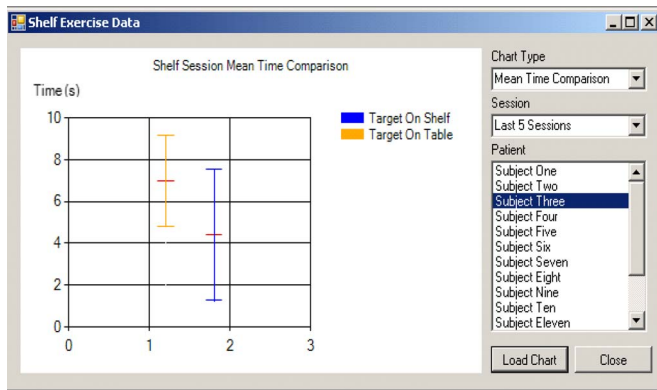 Shelf Exercise Data
Shelf Session Mean Time Comparison
Time (s)
10
8
6
4
2
0
0 1 2 3
Target On Shelf
Target On Table
Chart Type
Mean Time Comparison
Session
Last 5 Sessions
Patient
Subject One
Subject Two
Subject Three
Subject Four
Subject Five
Subject Six
Subject Seven
Subject Eight
Subject Nine
Subject Ten
Subject Eleven
Load Chart
Close